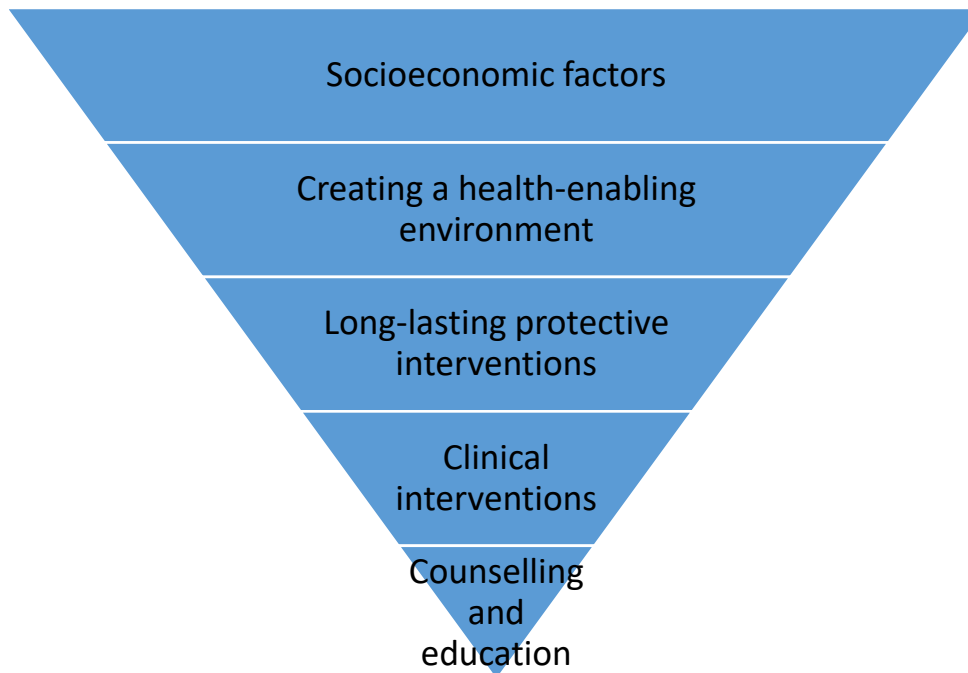 Socioeconomic factors
Creating a health-enabling
environment
Long-lasting protective
interventions
Clinical
interventions
Counselling
and
education